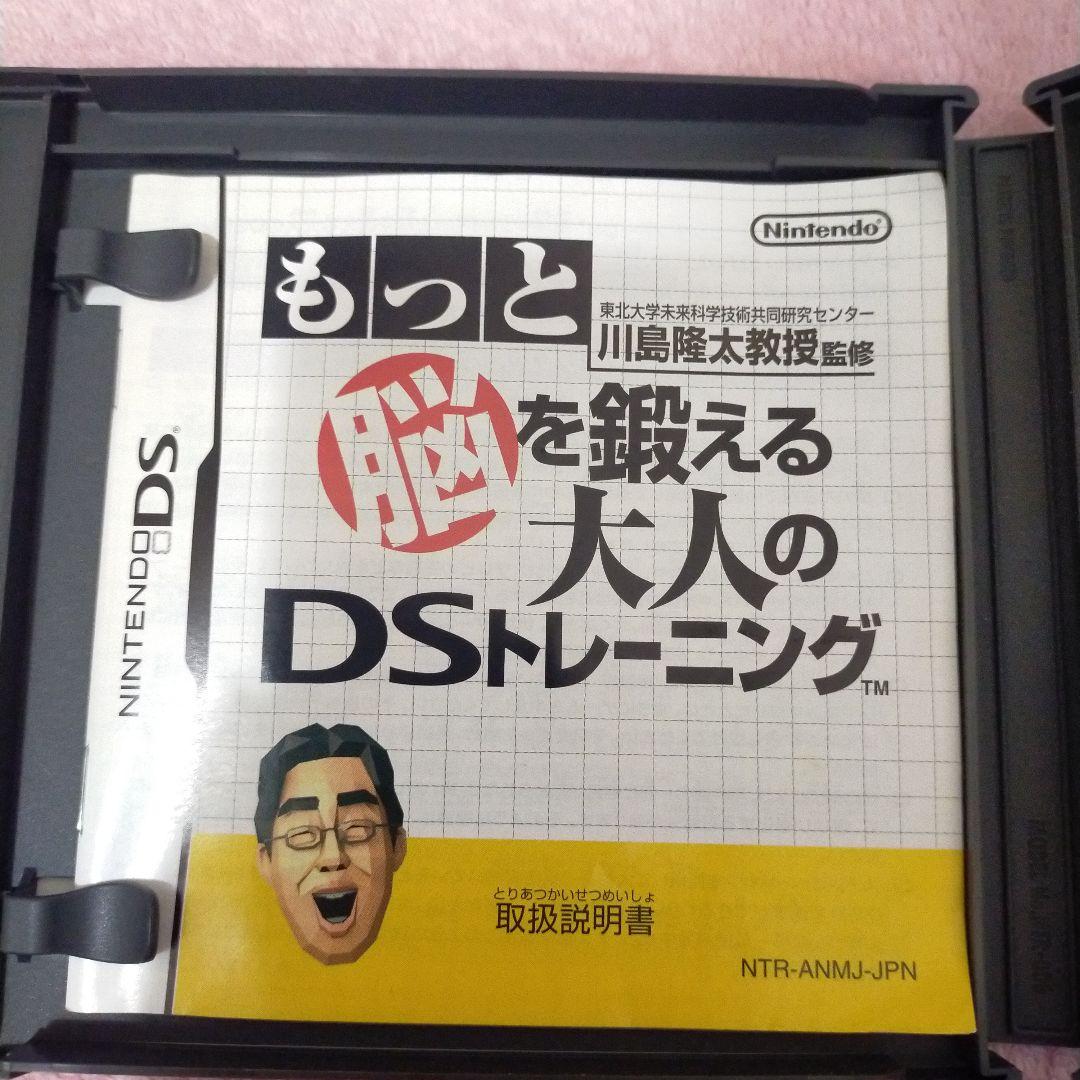 Nintendo
もっと
東北大学未来科学技術共同研究センター
川島隆太教授監修
脳を鍛える
大人の
DSトレーニング™
NINTENDO DS®
とりあつかいせつめいしょ
取扱説明書
NTR-ANMJ-JPN